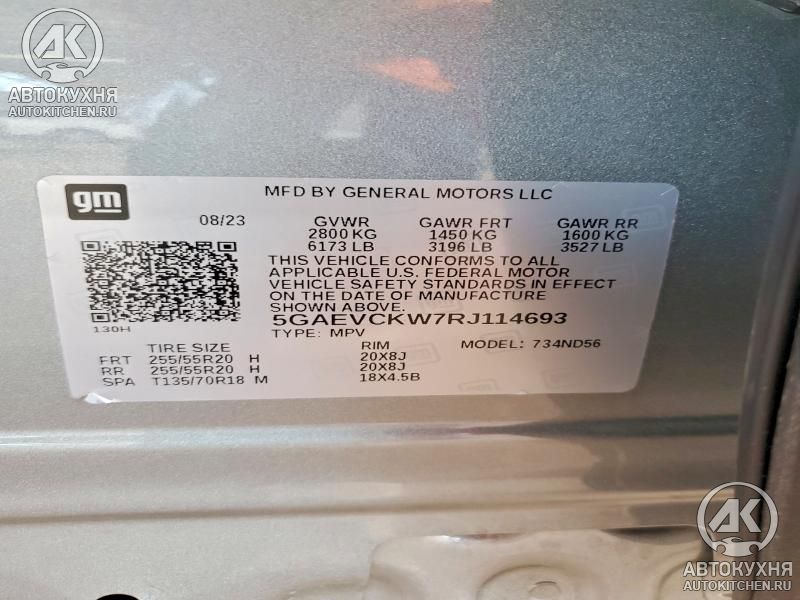 AK
АВТОКУХНЯ
AUTOKITCHEN.RU
gm
MFD BY GENERAL MOTORS LLC
08/23 GVWR GAWR FRT GAWR RR
2800 KG 1450 KG 1600 KG
6173 LB 3196 LB 3527 LB
THIS VEHICLE CONFORMS TO ALL
APPLICABLE U.S. FEDERAL MOTOR
VEHICLE SAFETY STANDARDS IN EFFECT
ON THE DATE OF MANUFACTURE
SHOWN ABOVE.
130H
5GAEVCKW7RJ114693
TYPE: MPV MODEL: 734ND56
TIRE SIZE RIM
FRT 255/55R20 H 20X8J
RR 255/55R20 H 20X8J
SPA T135/70R18 M 18X4.5B
AK
АВТОКУХНЯ
AUTOKITCHEN.RU